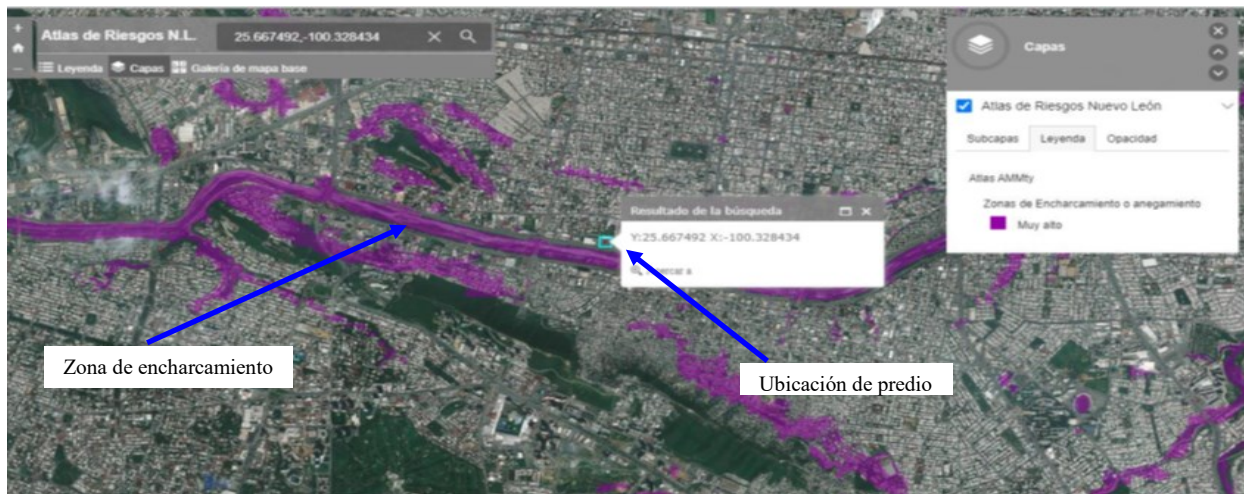 Atlas de Riesgos N.L.
25.667492,-100.328434
Leyenda Capas Galería de mapa base
Capas
Atlas de Riesgos Nuevo León
Subcapas Leyenda Opacidad
Atlas AMMty
Zonas de Encharcamiento o anegamiento
Muy alto
Resultado de la búsqueda
Y:25.667492 X:-100.328434
ercar a
Zona de encharcamiento
Ubicación de predio